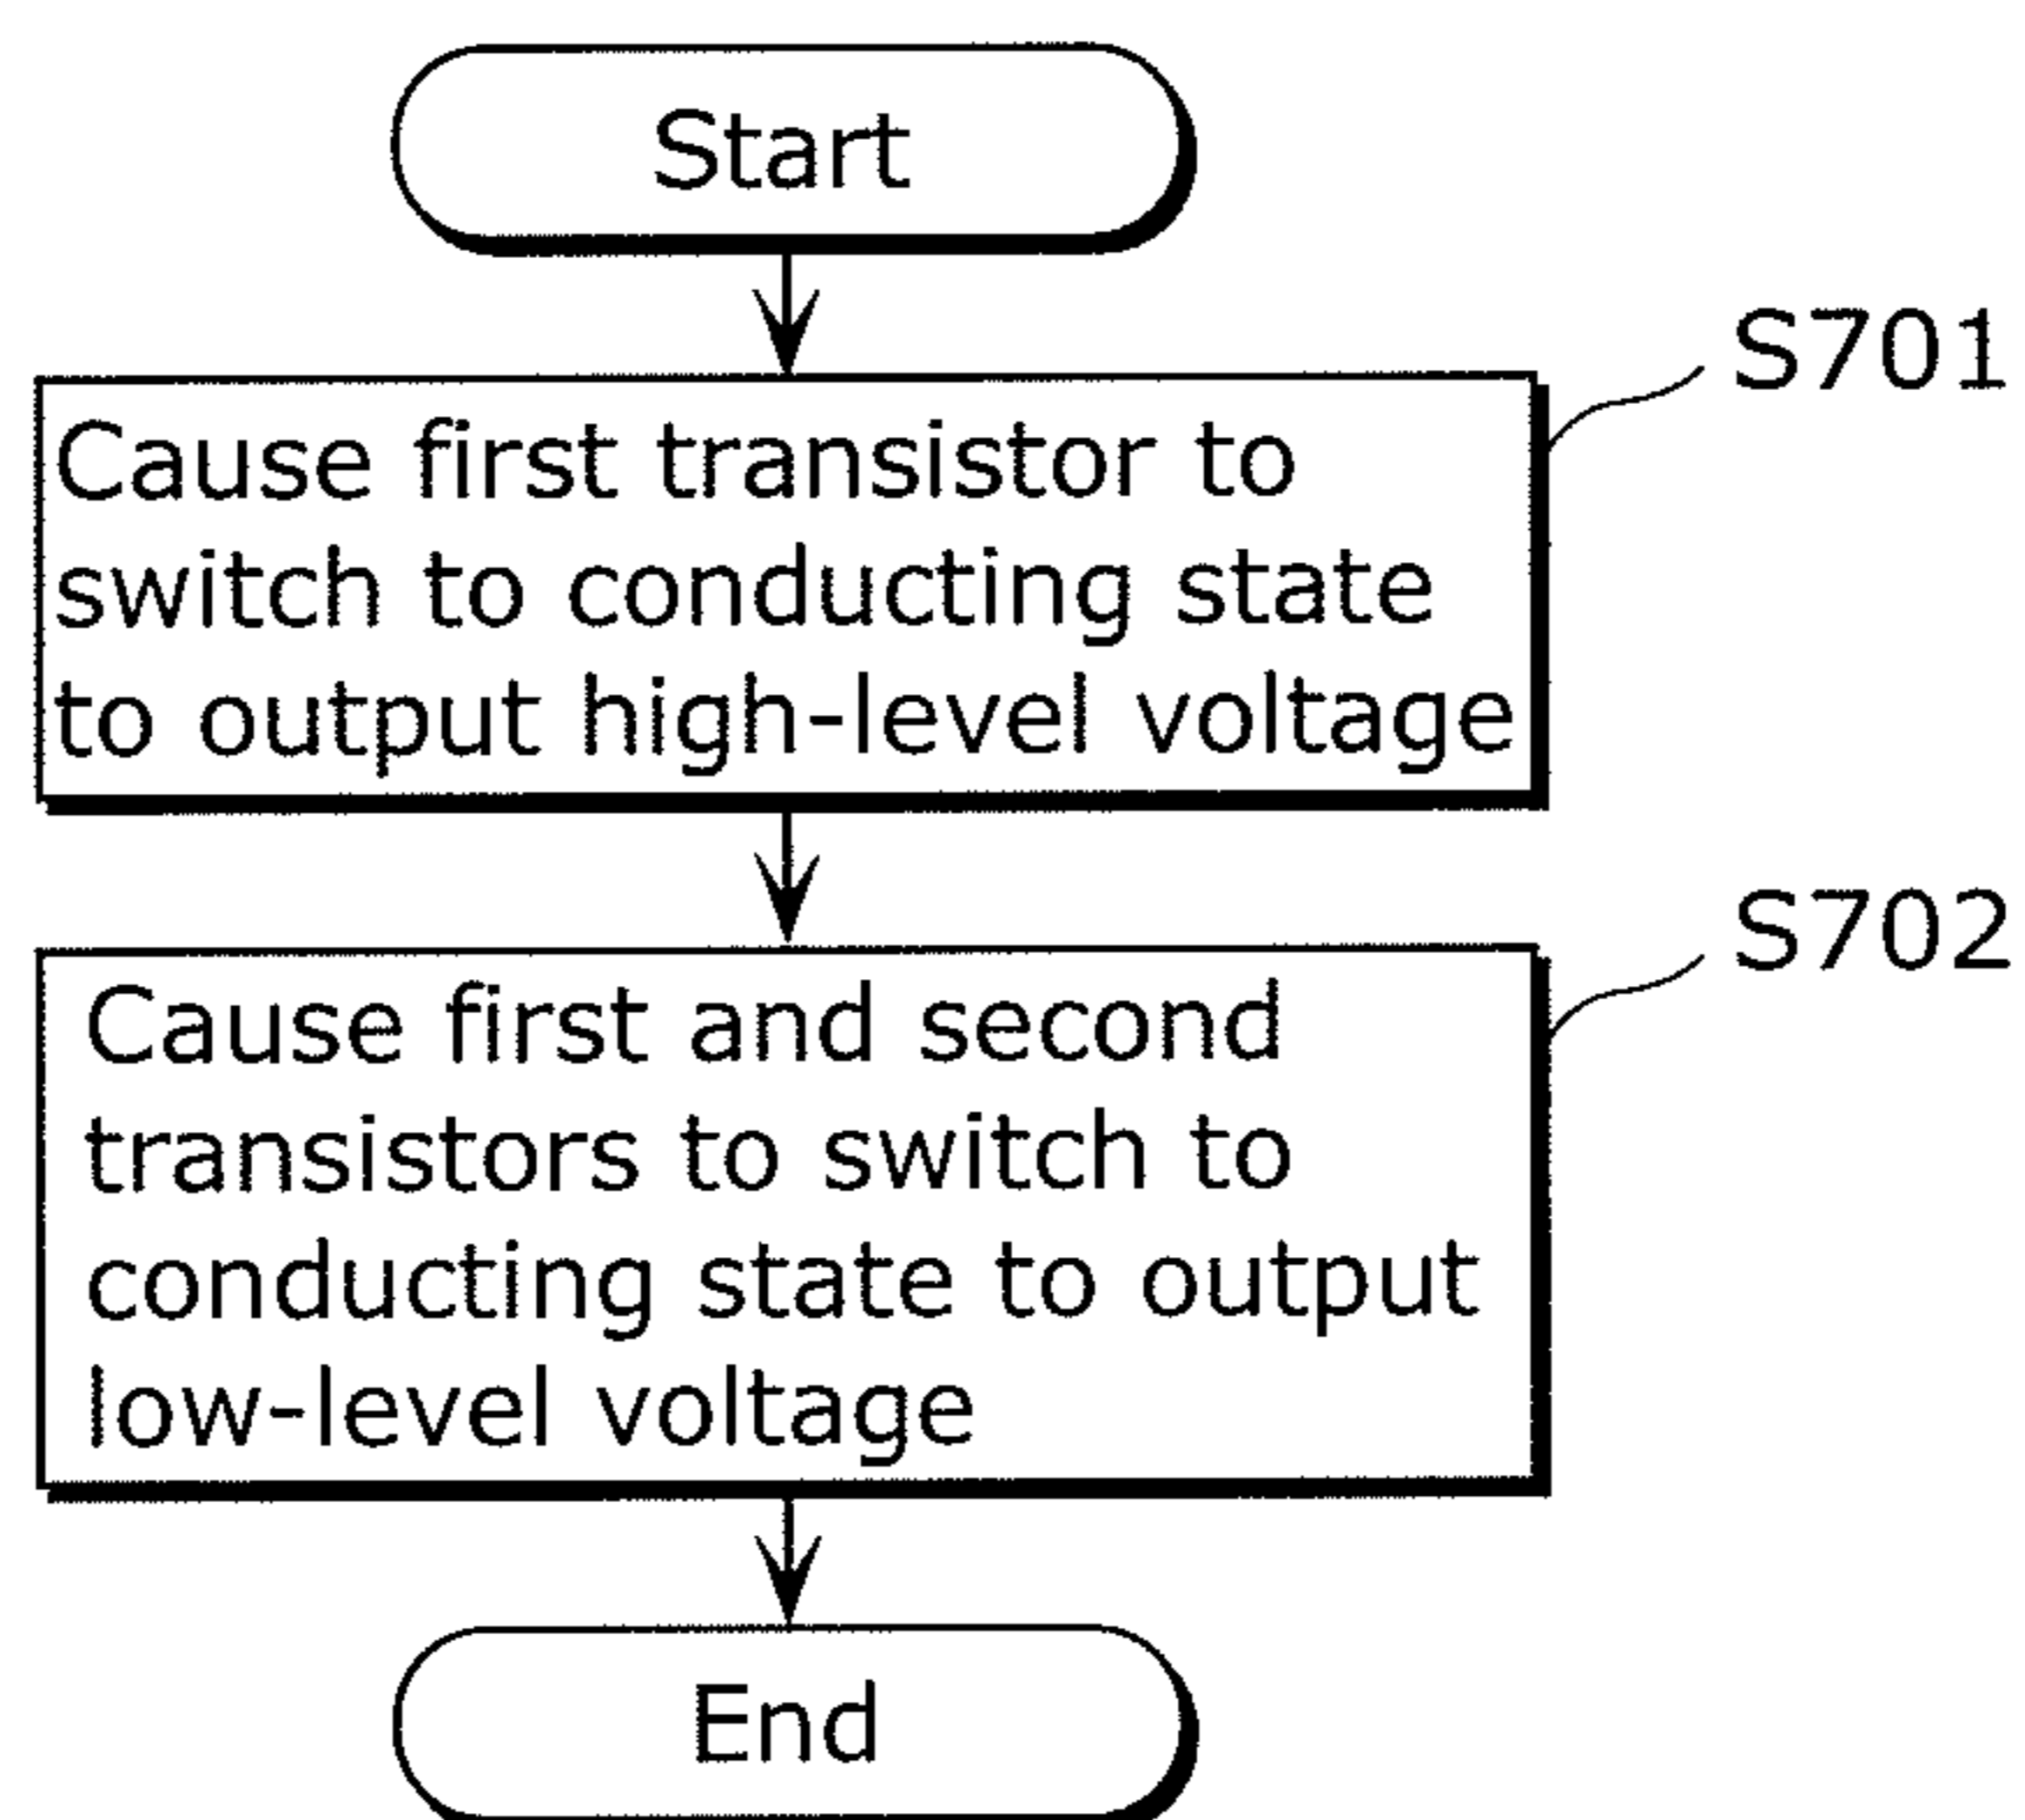 Start
S701
Cause first transistor to
switch to conducting state
to output high-level voltage
S702
Cause first and second
transistors to switch to
conducting state to output
low-level voltage
End